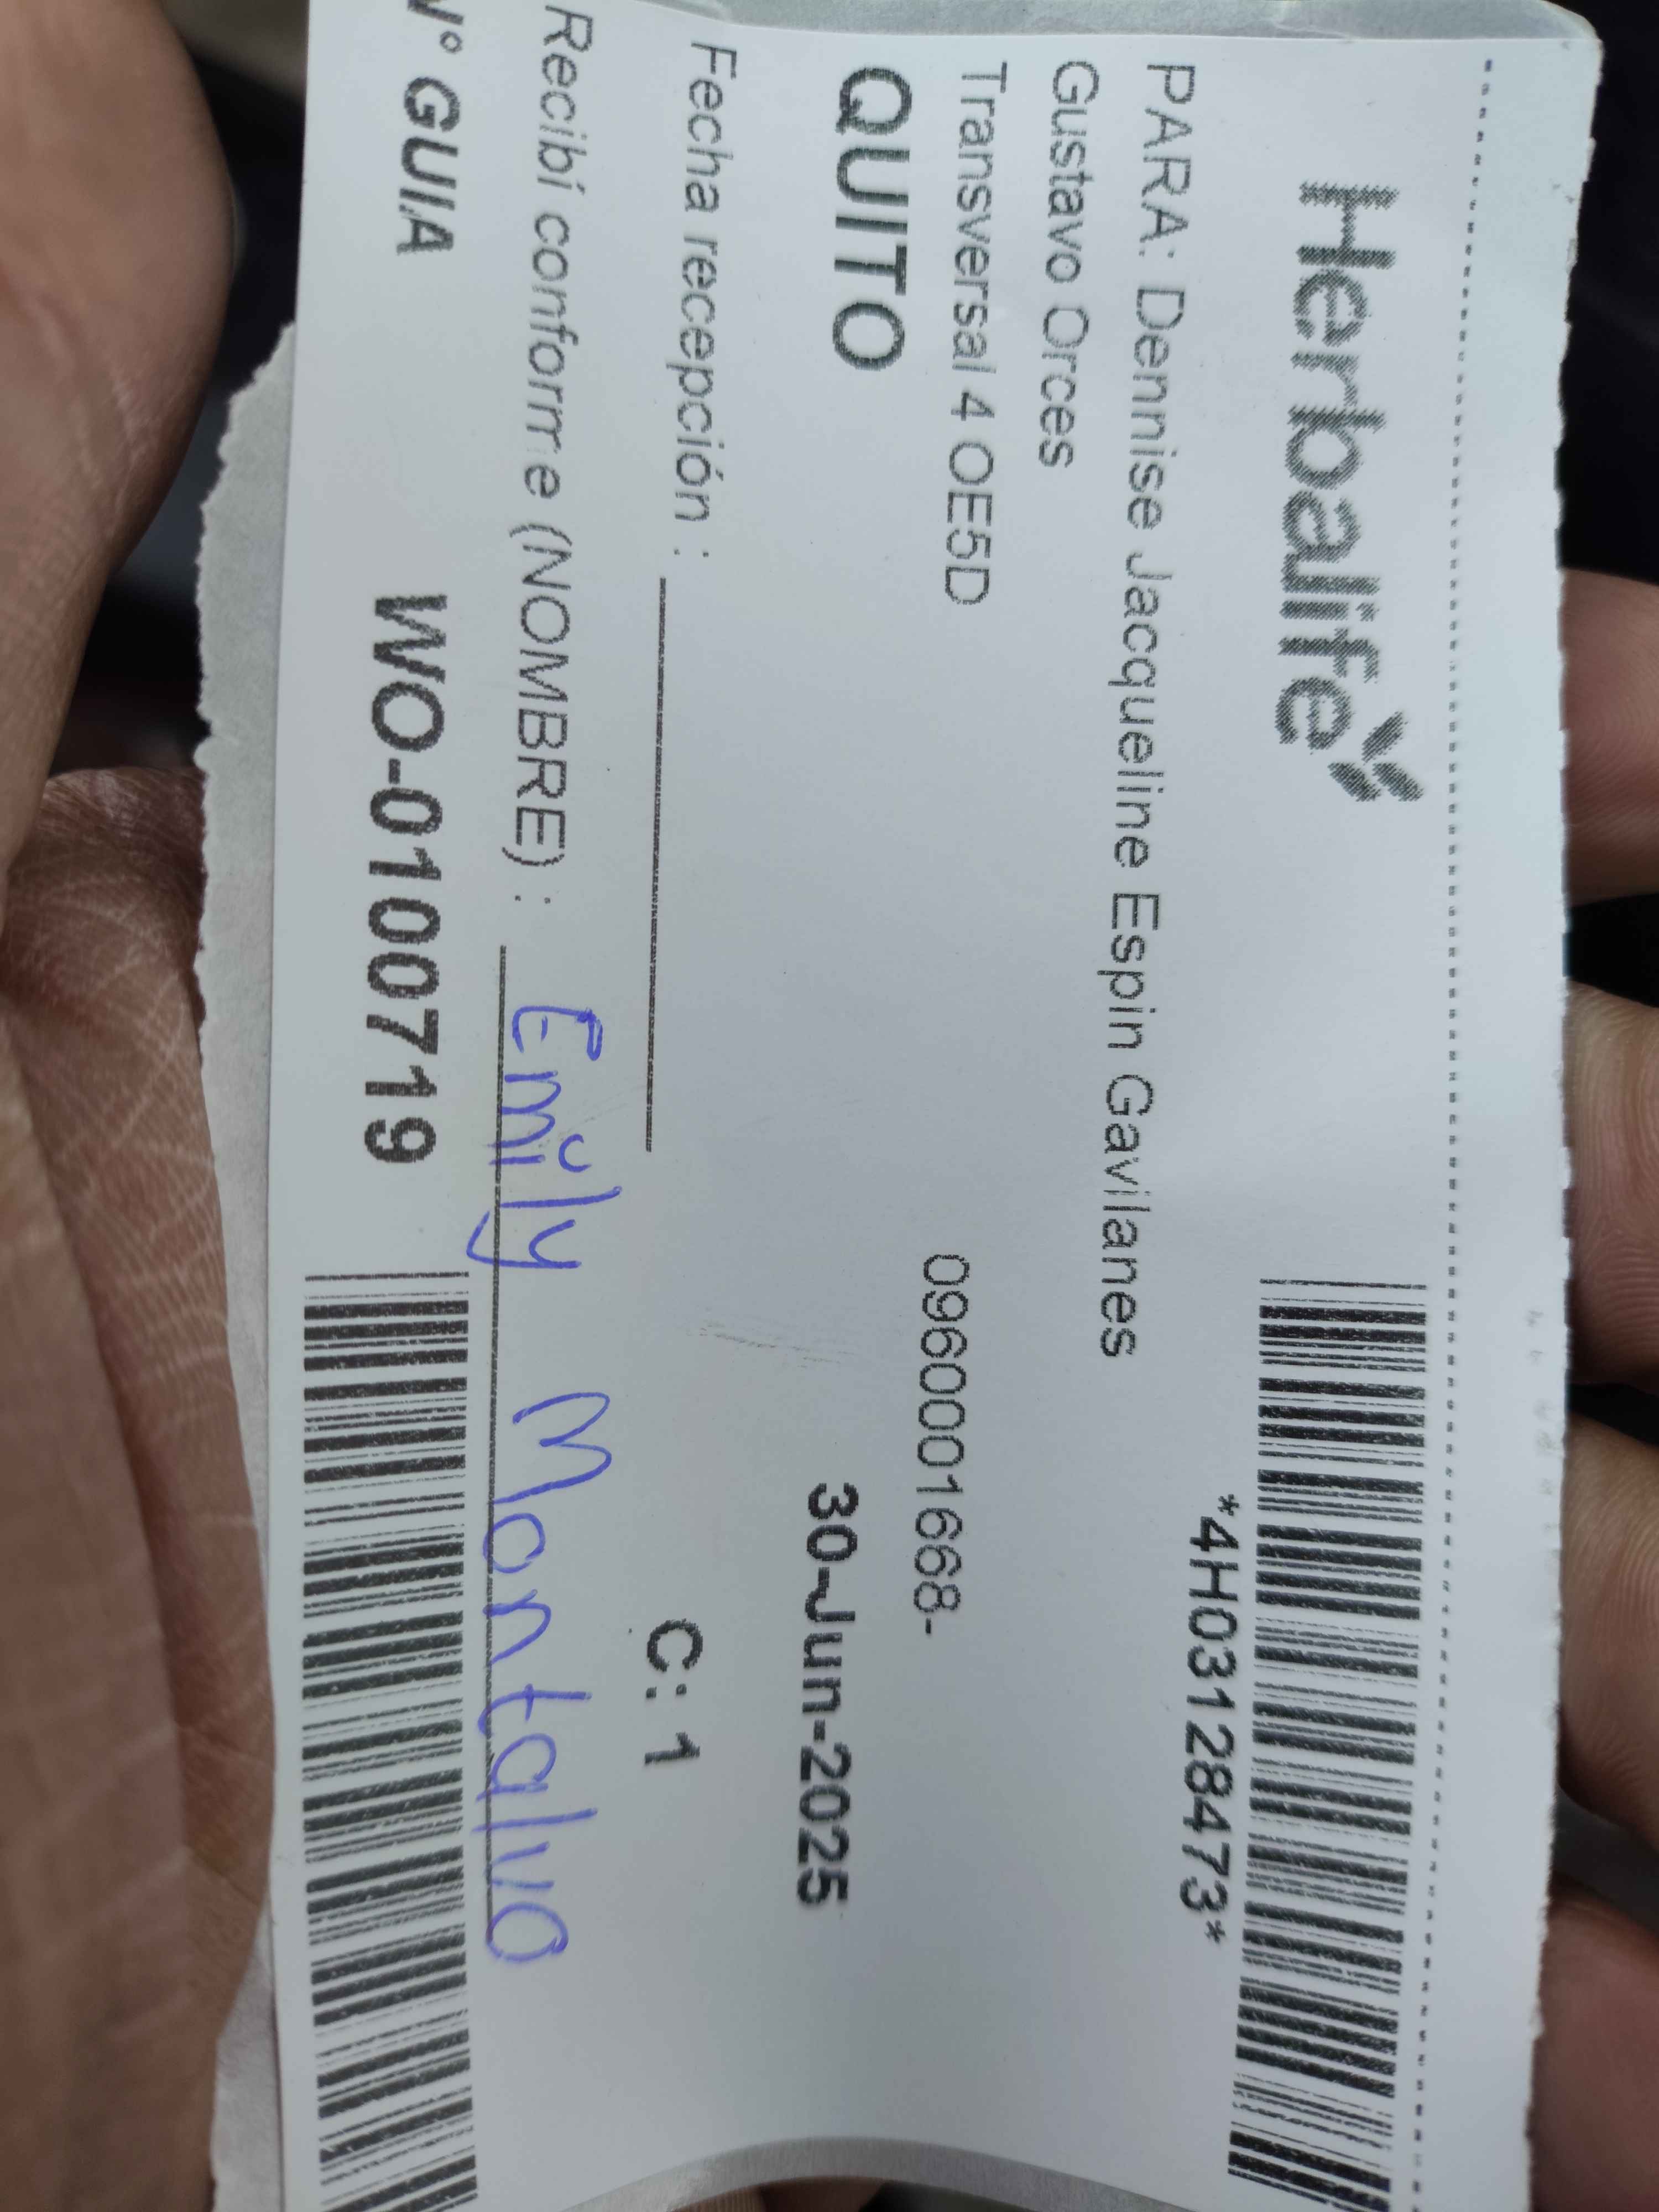 Herbalife
*4H03128473*
PARA: Dennise Jacqueline Espin Gavilanes
Gustavo Orces
Transversal 4 OE5D
0960001668-
QUITO
30-Jun-2025
Fecha recepción :
C: 1
Recibí conforme (NOMBRE) : Emily Montalvo
N° GUIA WO-0100719